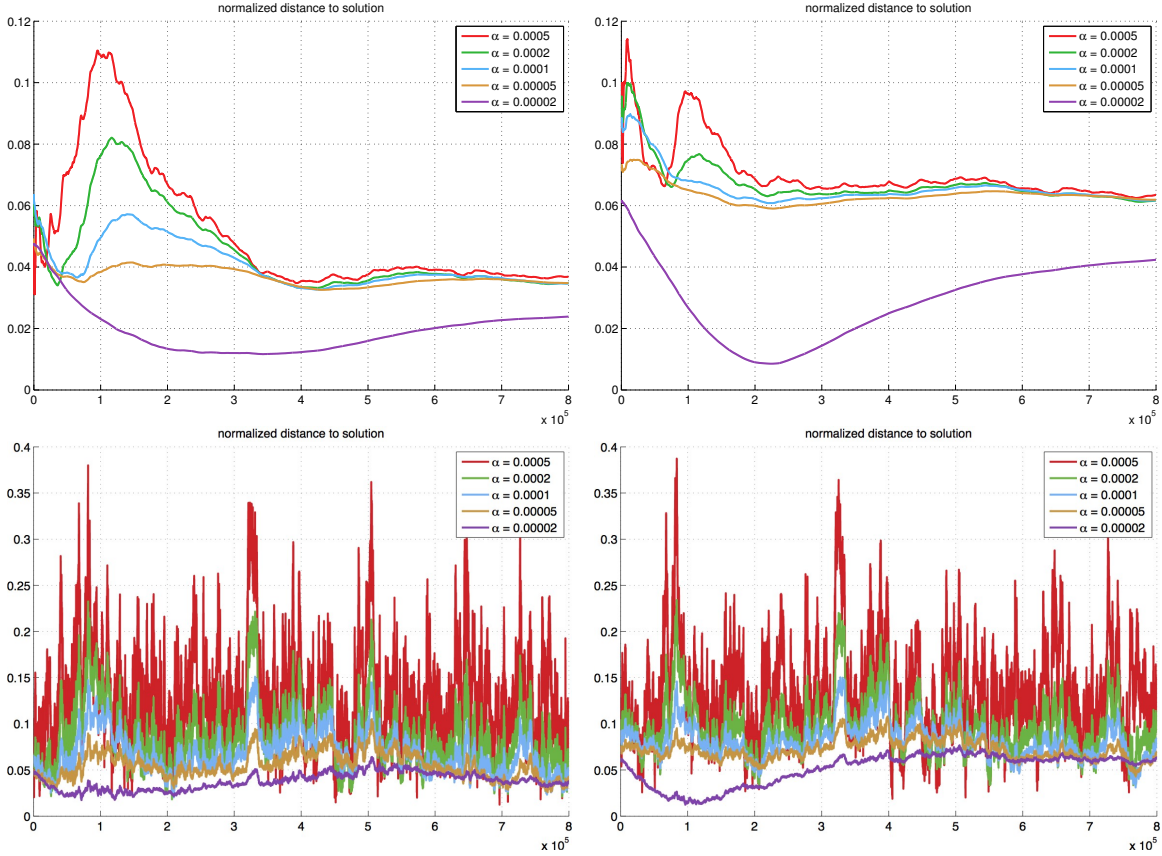 normalized distance to solution
0.12
0.1
0.08
0.06
0.04
0.02
0
α = 0.0005
α = 0.0002
α = 0.0001
α = 0.00005
α = 0.00002
0 1 2 3 4 5 6 7 8
x 10^5
normalized distance to solution
0.12
0.1
0.08
0.06
0.04
0.02
0
α = 0.0005
α = 0.0002
α = 0.0001
α = 0.00005
α = 0.00002
0 1 2 3 4 5 6 7 8
x 10^5
normalized distance to solution
0.4
0.35
0.3
0.25
0.2
0.15
0.1
0.05
0
α = 0.0005
α = 0.0002
α = 0.0001
α = 0.00005
α = 0.00002
0 1 2 3 4 5 6 7 8
x 10^5
normalized distance to solution
0.4
0.35
0.3
0.25
0.2
0.15
0.1
0.05
0
α = 0.0005
α = 0.0002
α = 0.0001
α = 0.00005
α = 0.00002
0 1 2 3 4 5 6 7 8
x 10^5